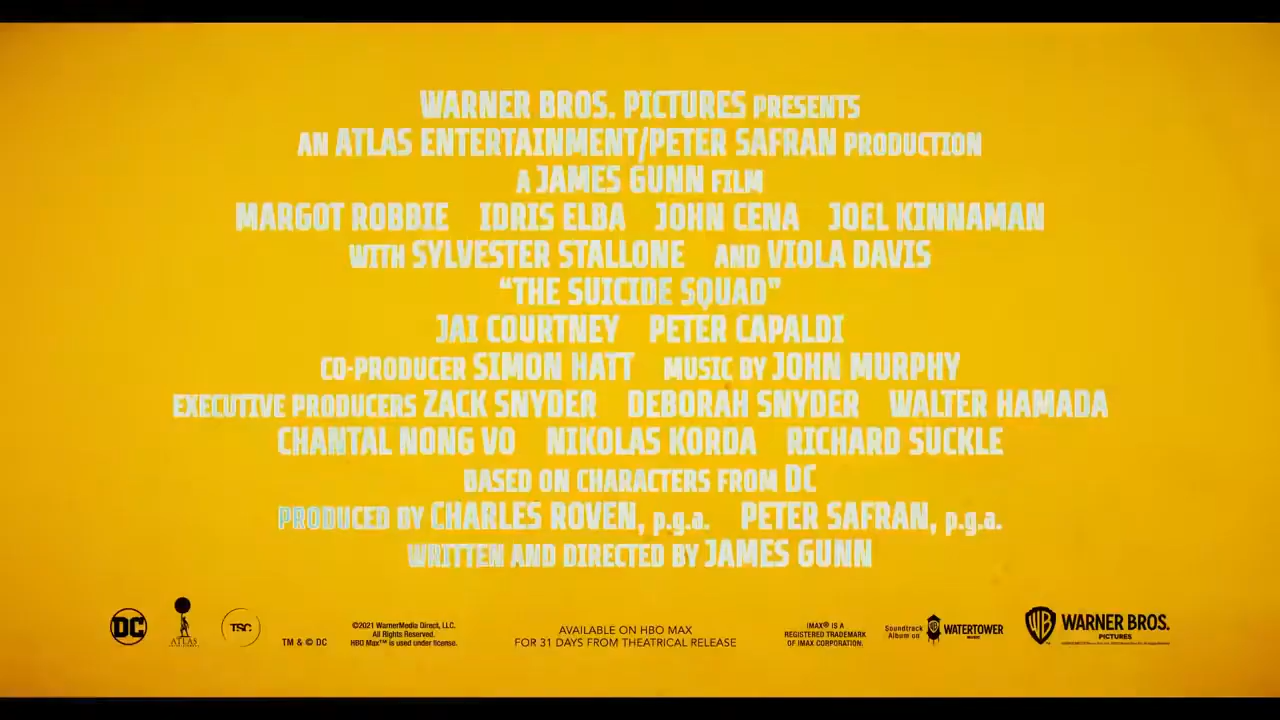 WARNER BROS. PICTURES PRESENTS
AN ATLAS ENTERTAINMENT/PETER SAFRAN PRODUCTION
A JAMES GUNN FILM
MARGOT ROBBIE IDRIS ELBA JOHN CENA JOEL KINNAMAN
WITH SYLVESTER STALLONE AND VIOLA DAVIS
“THE SUICIDE SQUAD”
JAI COURTNEY PETER CAPALDI
CO-PRODUCER SIMON HATT MUSIC BY JOHN MURPHY
EXECUTIVE PRODUCERS ZACK SNYDER DEBORAH SNYDER WALTER HAMADA
CHANTAL NONG VO NIKOLAS KORDA RICHARD SUCKLE
BASED ON CHARACTERS FROM DC
PRODUCED BY CHARLES ROVEN, p.g.a. PETER SAFRAN, p.g.a.
WRITTEN AND DIRECTED BY JAMES GUNN
DC
ATLAS
TSC
TM & © DC
©2021 WarnerMedia Direct, LLC.
All Rights Reserved.
HBO Max™ is used under license.
AVAILABLE ON HBO MAX
FOR 31 DAYS FROM THEATRICAL RELEASE
IMAX® IS A
REGISTERED TRADEMARK
OF IMAX CORPORATION.
Soundtrack
Album on
WATERTOWER
MUSIC
WB
WARNER BROS.
PICTURES